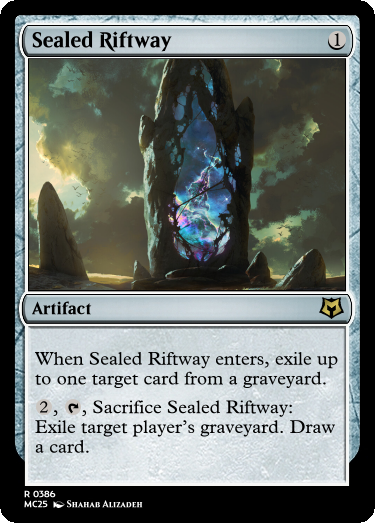 Sealed Riftway 1
Artifact
When Sealed Riftway enters, exile up
to one target card from a graveyard.
2, , Sacrifice Sealed Riftway:
Exile target player's graveyard. Draw
a card.
R 0386
MC25 Shahab Alizadeh